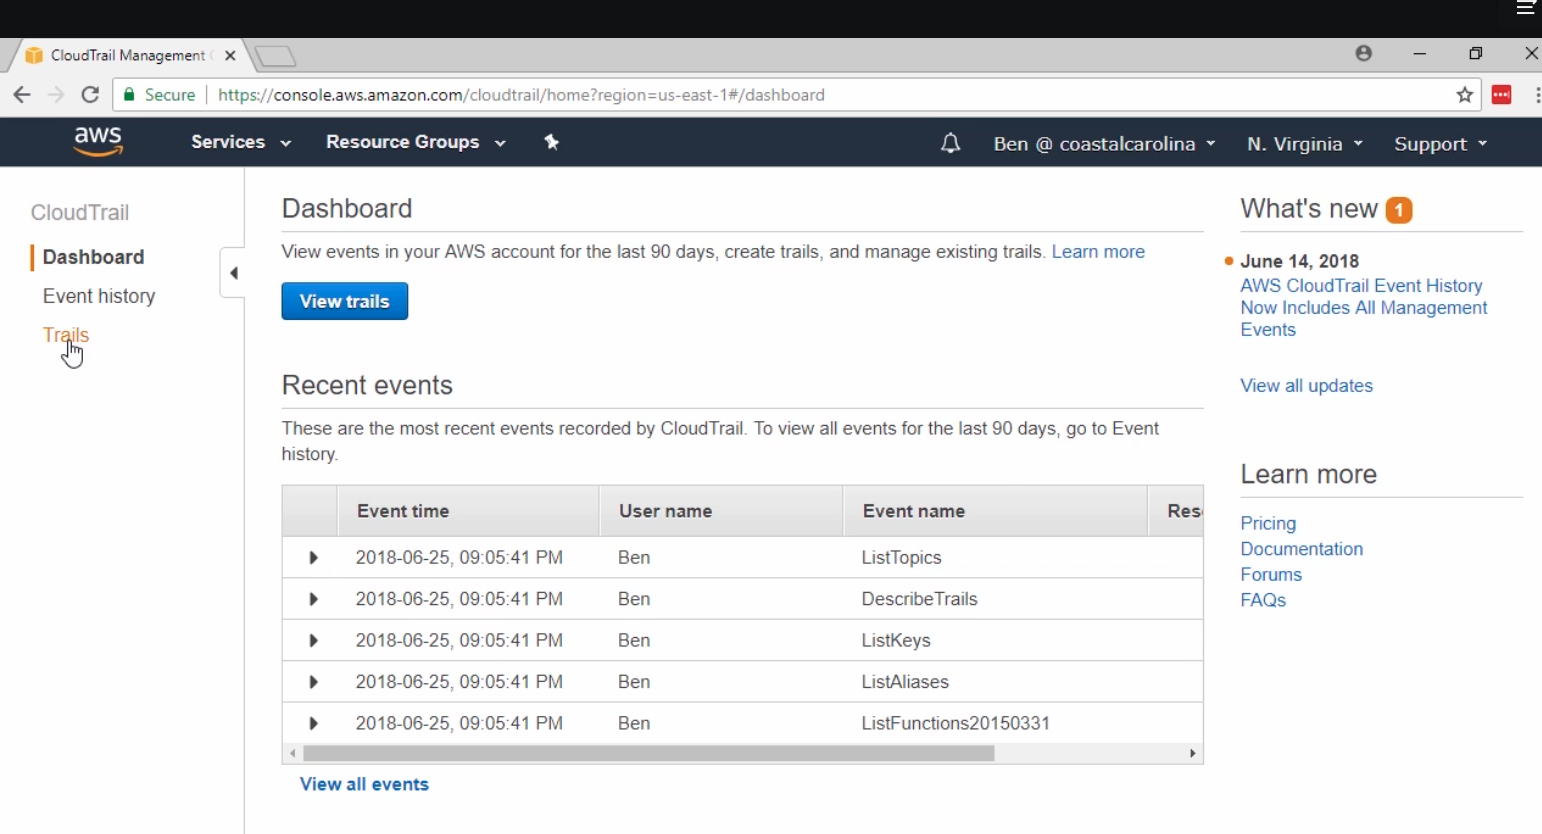 CloudTrail Management
Secure
https://console.aws.amazon.com/cloudtrail/home?region=us-east-1#/dashboard
aws
Services
Resource Groups
Ben @ coastalcarolina
N. Virginia
Support
CloudTrail
Dashboard
Event history
Trails
Dashboard
View events in your AWS account for the last 90 days, create trails, and manage existing trails. Learn more
View trails
Recent events
These are the most recent events recorded by CloudTrail. To view all events for the last 90 days, go to Event
history.
Event time User name Event name
2018-06-25, 09:05:41 PM Ben ListTopics
2018-06-25, 09:05:41 PM Ben DescribeTrails
2018-06-25, 09:05:41 PM Ben ListKeys
2018-06-25, 09:05:41 PM Ben ListAliases
2018-06-25, 09:05:41 PM Ben ListFunctions20150331
View all events
What's new 1
June 14, 2018
AWS CloudTrail Event History
Now Includes All Management
Events
View all updates
Learn more
Pricing
Documentation
Forums
FAQs